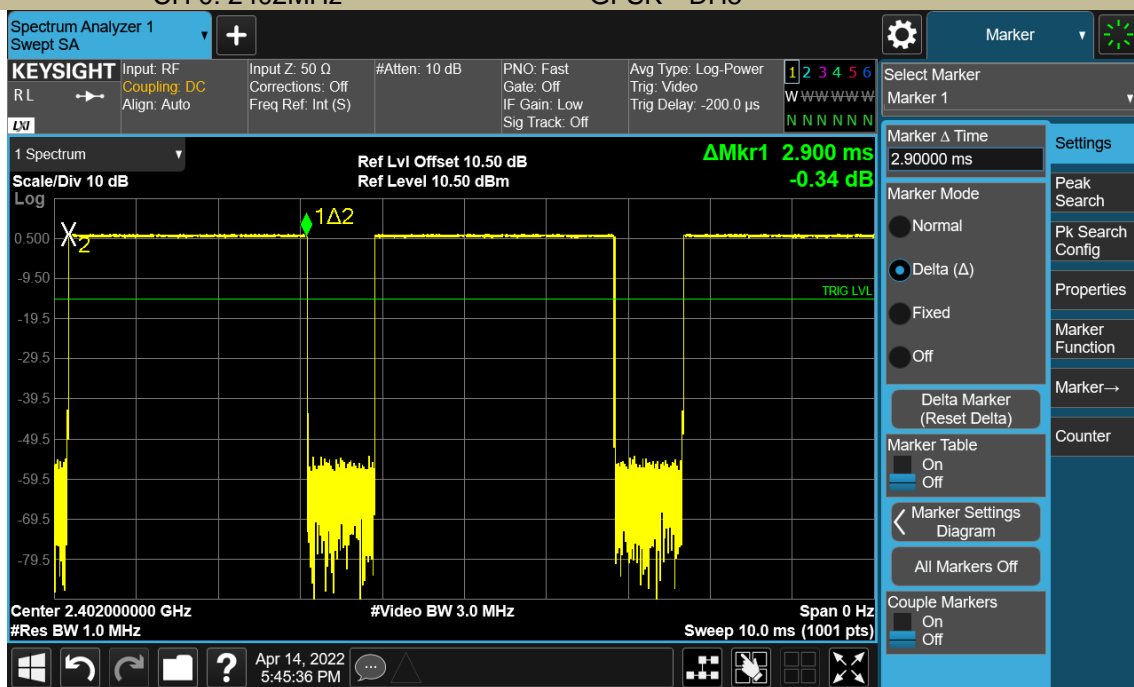 Spectrum Analyzer 1
Swept SA
+
Marker
KEYSIGHT
RL
LXI
Input: RF
Coupling: DC
Align: Auto
Input Z: 50 Ω
Corrections: Off
Freq Ref: Int (S)
#Atten: 10 dB
PNO: Fast
Gate: Off
IF Gain: Low
Sig Track: Off
Avg Type: Log-Power
Trig: Video
Trig Delay: -200.0 µs
1 2 3 4 5 6
W W W W W W
N N N N N N
Select Marker
Marker 1
1 Spectrum
Scale/Div 10 dB
Log
Ref Lvl Offset 10.50 dB
Ref Level 10.50 dBm
ΔMkr1 2.900 ms
-0.34 dB
1Δ2
X2
TRIG LVL
0.500
-9.50
-19.5
-29.5
-39.5
-49.5
-59.5
-69.5
-79.5
Center 2.402000000 GHz
#Res BW 1.0 MHz
#Video BW 3.0 MHz
Span 0 Hz
Sweep 10.0 ms (1001 pts)
Marker Δ Time
2.90000 ms
Marker Mode
Normal
Delta (Δ)
Fixed
Off
Delta Marker
(Reset Delta)
Marker Table
On
Off
Marker Settings
Diagram
All Markers Off
Couple Markers
On
Off
Settings
Peak
Search
Pk Search
Config
Properties
Marker
Function
Marker→
Counter
?
Apr 14, 2022
5:45:36 PM